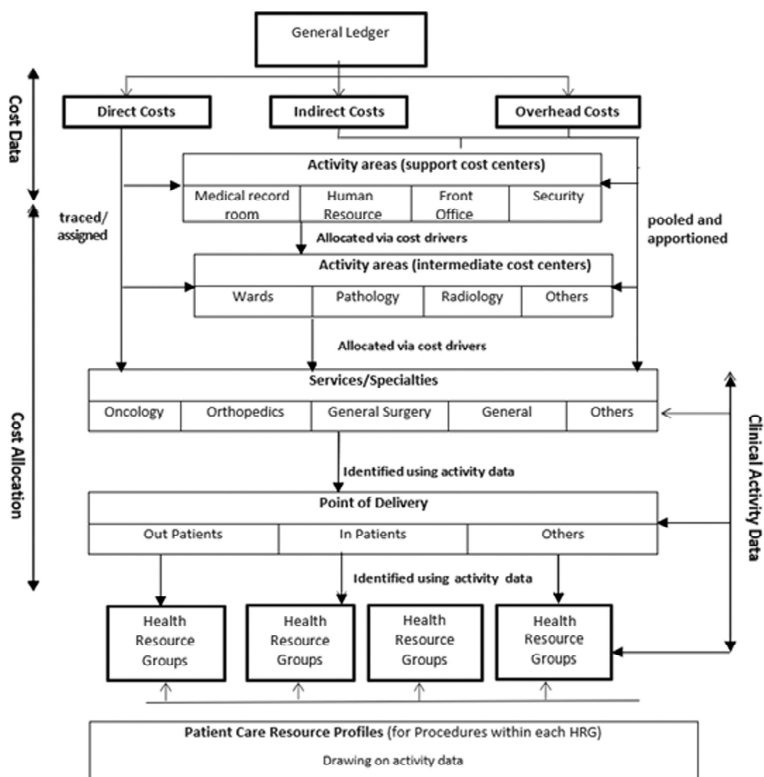 General Ledger
Cost Data
Direct Costs
Indirect Costs
Overhead Costs
Activity areas (support cost centers)
Medical record
room
Human
Resource
Front
Office
Security
traced/
assigned
pooled and
apportioned
Allocated via cost drivers
Activity areas (intermediate cost centers)
Wards
Pathology
Radiology
Others
Allocated via cost drivers
Cost Allocation
Services/Specialties
Oncology
Orthopedics
General Surgery
General
Others
Clinical Activity Data
Identified using activity data
Point of Delivery
Out Patients
In Patients
Others
Identified using activity data
Health
Resource
Groups
Health
Resource
Groups
Health
Resource
Groups
Health
Resource
Groups
Patient Care Resource Profiles (for Procedures within each HRG)
Drawing on activity data